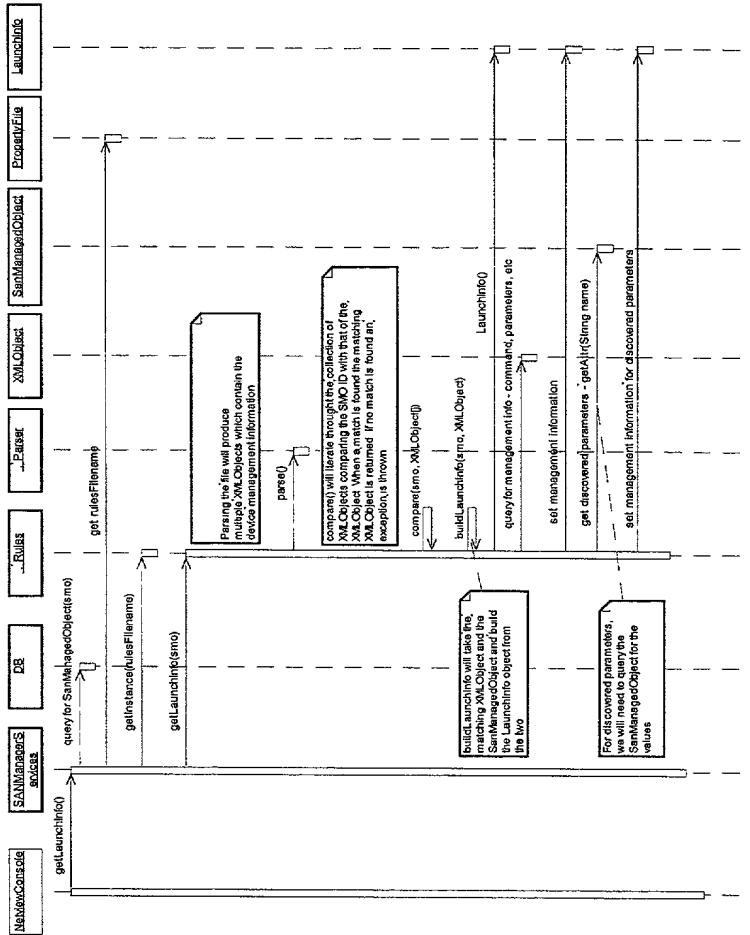 NetviewConsole
SANManagerS
ervices
DB
_:Rules
_:Parser
XMLObject
SanManagedObject
PropertyFile
LaunchInfo
getLaunchInfo()
query for SanManagedObject(smo)
get rulesFilename
getInstance(rulesFilename)
getLaunchInfo(smo)
Parsing the file will produce
multiple XMLObjects which contain the
device management information
parse()
compare() will iterate throught the collection of
XMLObjects comparing the SMO ID with that of the
XMLObject When a match is found the matching
XMLObject is returned If no match is found an
exception is thrown
compare(smo, XMLObject[])
buildLaunchInfo(smo, XMLObject)
buildLaunchInfo will take the
matching XMLObject and the
SanManagedObject and build
the LaunchInfo object from
the two
LaunchInfo()
query for management info - command, parameters, etc
set management information
get discovered parameters - getAttr(String name)
For discovered parameters,
we will need to query the
SanManagedObject for the
values
set management information for discovered parameters